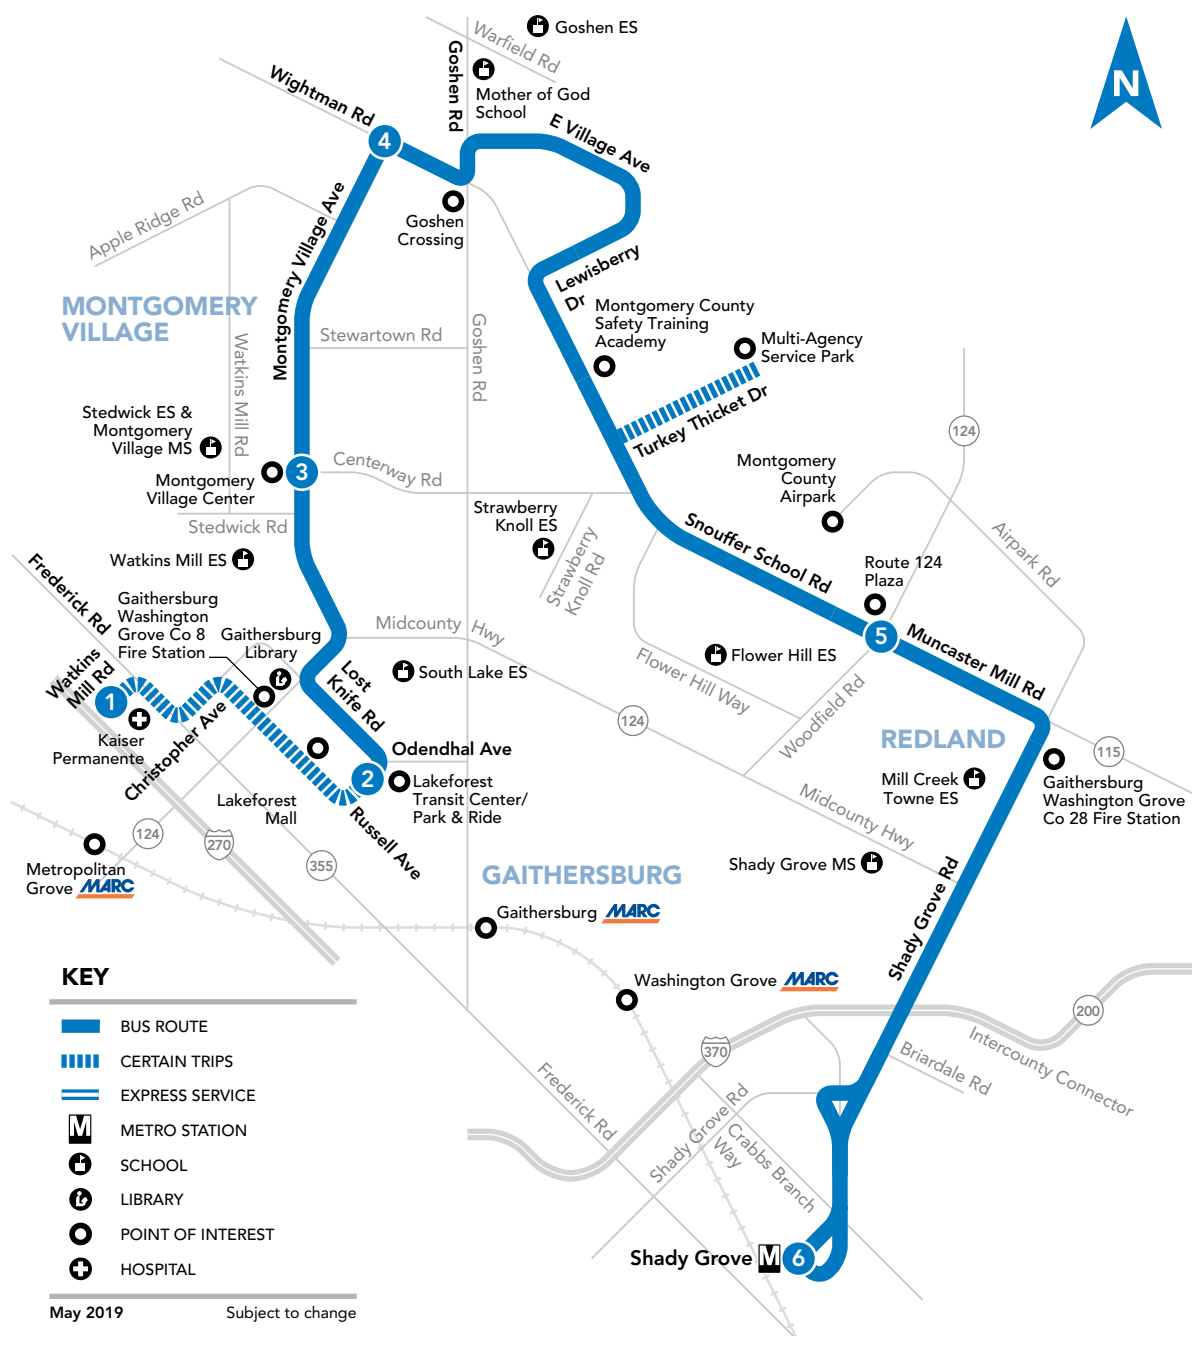 Goshen ES
Warfield Rd
Goshen Rd
Mother of God
School
N
Wightman Rd
4
E Village Ave
Apple Ridge Rd
Montgomery Village Ave
Goshen
Crossing
Lewisberry
Dr
MONTGOMERY
VILLAGE
Montgomery County
Safety Training
Academy
Multi-Agency
Service Park
Stewartown Rd
Goshen Rd
Watkins Mill Rd
Turkey Thicket Dr
Stedwick ES &
Montgomery
Village MS
124
3
Centerway Rd
Montgomery
Village Center
Montgomery
County
Airpark
Stedwick Rd
Strawberry
Knoll ES
Strawberry
Knoll Rd
Snouffer School Rd
Airpark Rd
Watkins Mill ES
Route 124
Plaza
Frederick Rd
Gaithersburg
Washington
Grove Co 8
Fire Station
Gaithersburg
Library
Midcounty Hwy
5
Muncaster Mill Rd
Watkins
Mill Rd
1
Lost
Knife Rd
South Lake ES
Flower Hill ES
Flower Hill Way
Woodfield Rd
124
Kaiser
Permanente
Christopher Ave
Odendhal Ave
REDLAND
115
2
Lakeforest
Transit Center/
Park & Ride
Lakeforest
Mall
Russell Ave
Mill Creek
Towne ES
Gaithersburg
Washington Grove
Co 28 Fire Station
Midcounty Hwy
124
270
355
Metropolitan
Grove MARC
GAITHERSBURG
Shady Grove MS
Shady Grove Rd
Gaithersburg MARC
Washington Grove MARC
KEY
BUS ROUTE
CERTAIN TRIPS
EXPRESS SERVICE
M METRO STATION
SCHOOL
LIBRARY
POINT OF INTEREST
HOSPITAL
May 2019 Subject to change
200
370
Intercounty Connector
Briardale Rd
Frederick Rd
Shady Grove Rd
Crabbs Branch
Way
Shady Grove M 6